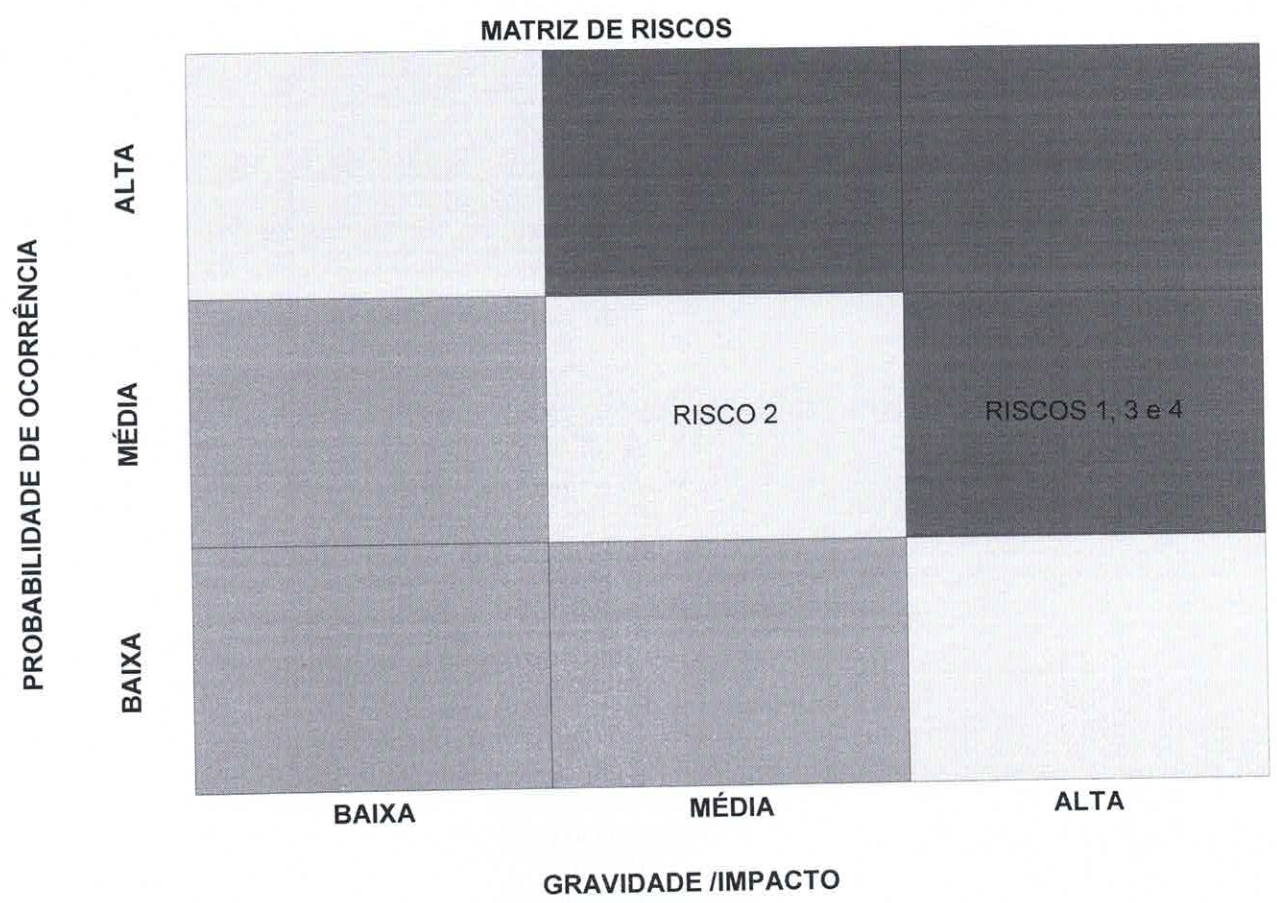 MATRIZ DE RISCOS
PROBABILIDADE DE OCORRÊNCIA
ALTA
MÉDIA
RISCO 2
RISCOS 1, 3 e 4
BAIXA
BAIXA
MÉDIA
ALTA
GRAVIDADE /IMPACTO